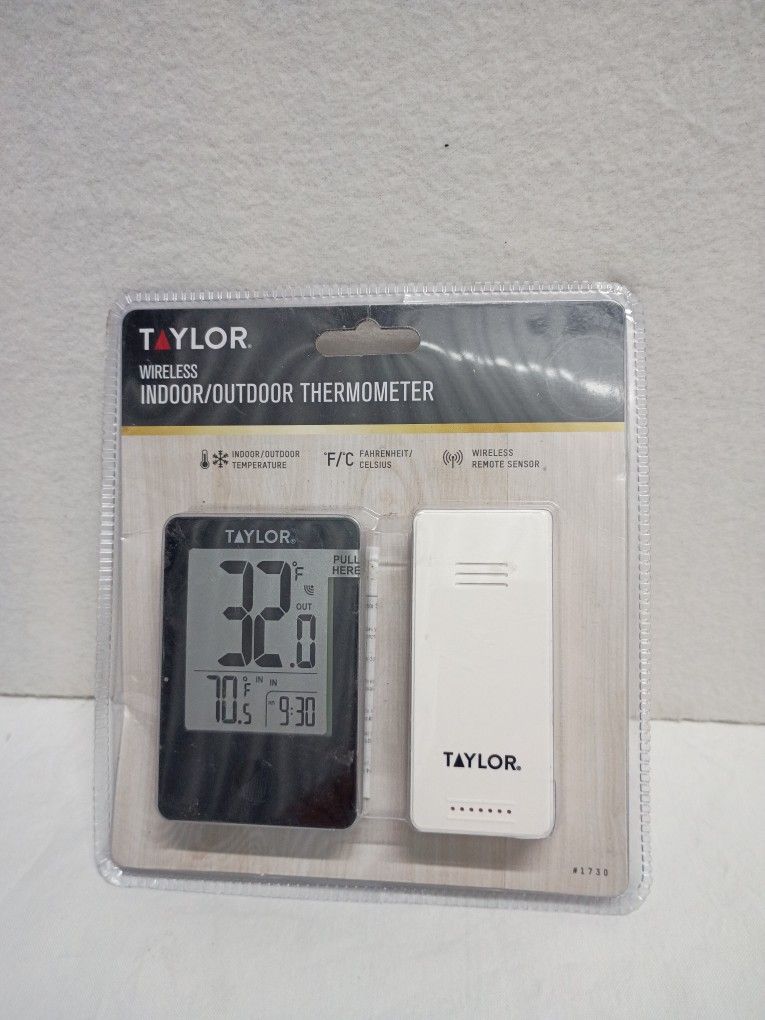 TAYLOR®
WIRELESS
INDOOR/OUTDOOR THERMOMETER
INDOOR/OUTDOOR
TEMPERATURE
°F/°C
FAHRENHEIT/
CELSIUS
WIRELESS
REMOTE SENSOR
TAYLOR®
PULL
HERE
32.0
°F
OUT
70.5
°F IN IN
9:30
TAYLOR®
#1730